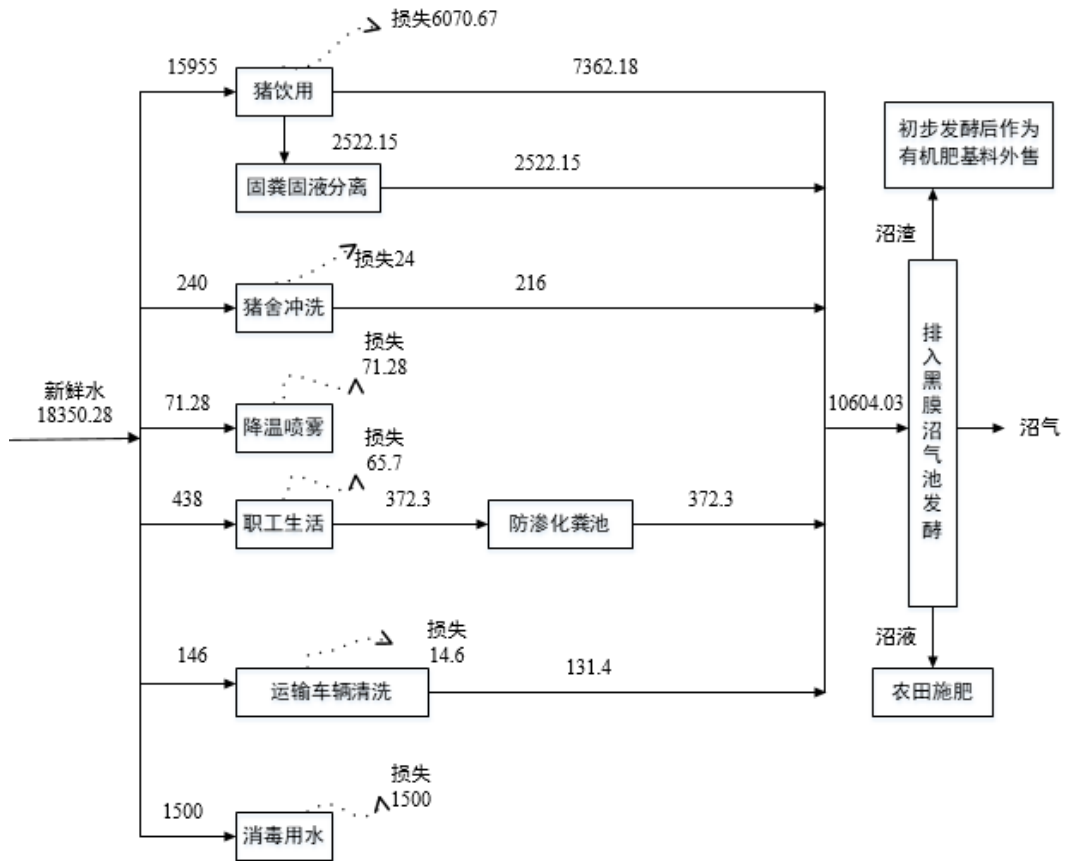 损失6070.67
15955
猪饮用
7362.18
2522.15
固粪固液分离
2522.15
初步发酵后作为
有机肥基料外售
沼渣
损失24
240
猪舍冲洗
216
损失
71.28
新鲜水
18350.28
71.28
降温喷雾
10604.03
排入黑膜沼气池发酵
沼气
损失
65.7
438
职工生活
372.3
防渗化粪池
372.3
沼液
农田施肥
损失
14.6
146
运输车辆清洗
131.4
损失
1500
1500
消毒用水